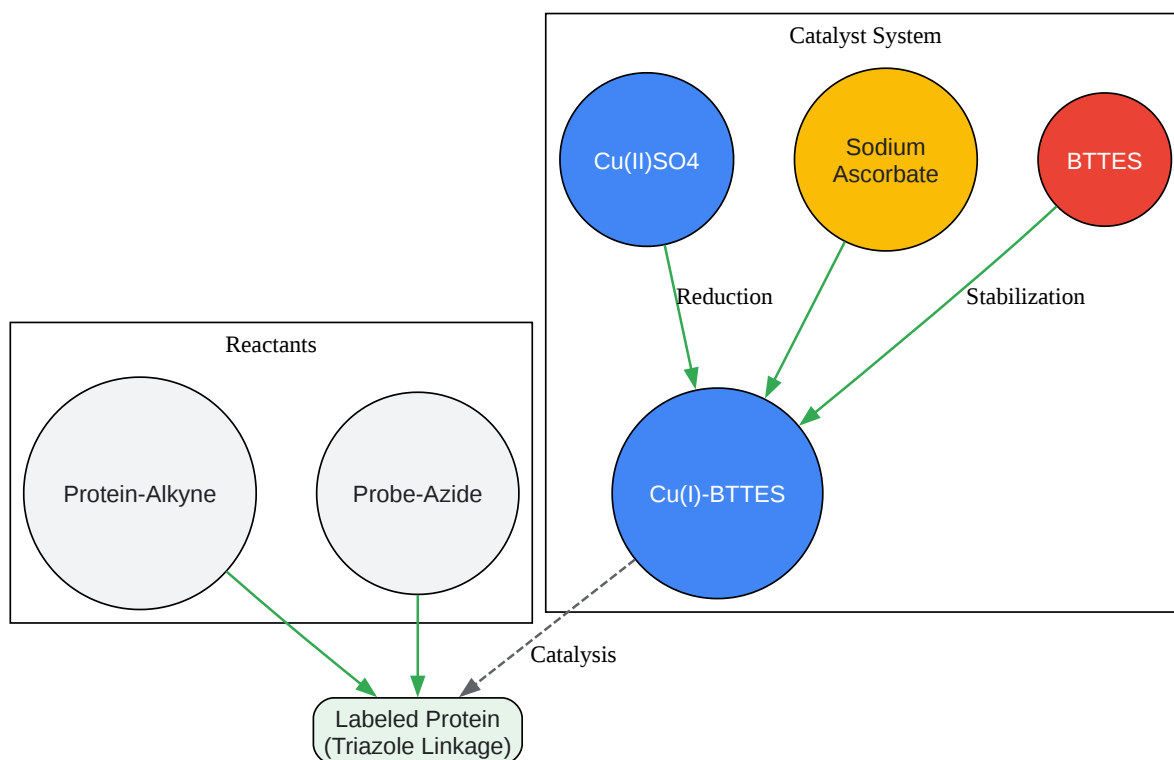 Catalyst System
Cu(II)SO4
Sodium
Ascorbate
BTTES
Reduction
Stabilization
Reactants
Protein-Alkyne
Probe-Azide
Cu(I)-BTTES
Catalysis
Labeled Protein
(Triazole Linkage)